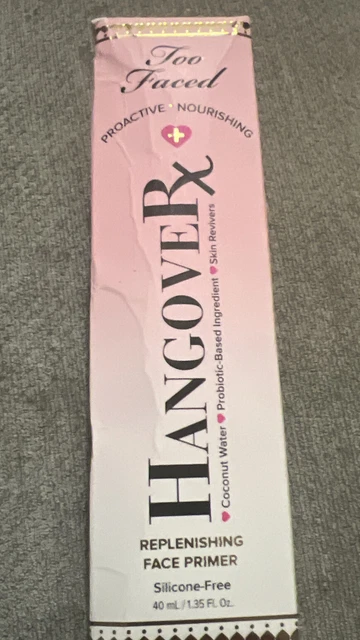 Too
Faced
PROACTIVE • NOURISHING
HANGOVERX
Coconut Water ♥ Probiotic-Based Ingredient ♥ Skin Revivers
REPLENISHING
FACE PRIMER
Silicone-Free
40 mL / 1.35 FL. Oz.